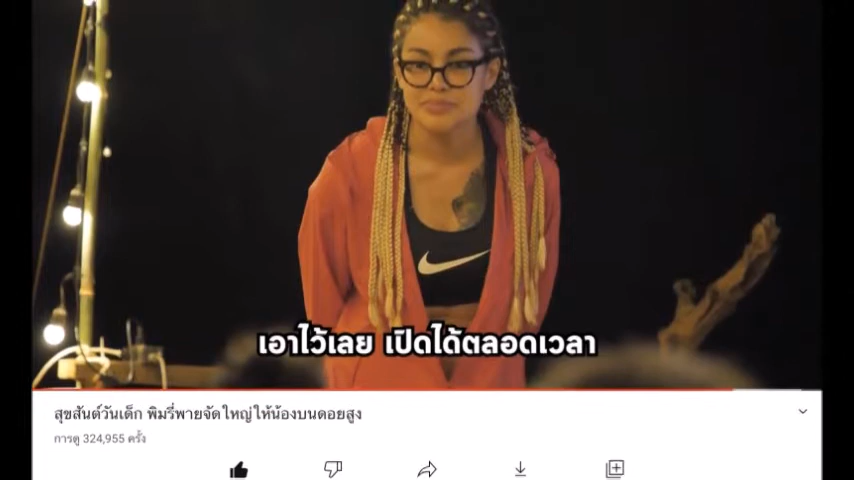 เอาไว้เลย เปิดได้ตลอดเวลา
สุขสันต์วันเด็ก พิมรี่พายจัดใหญ่ให้น้องบนดอยสูง
การดู 324,955 ครั้ง